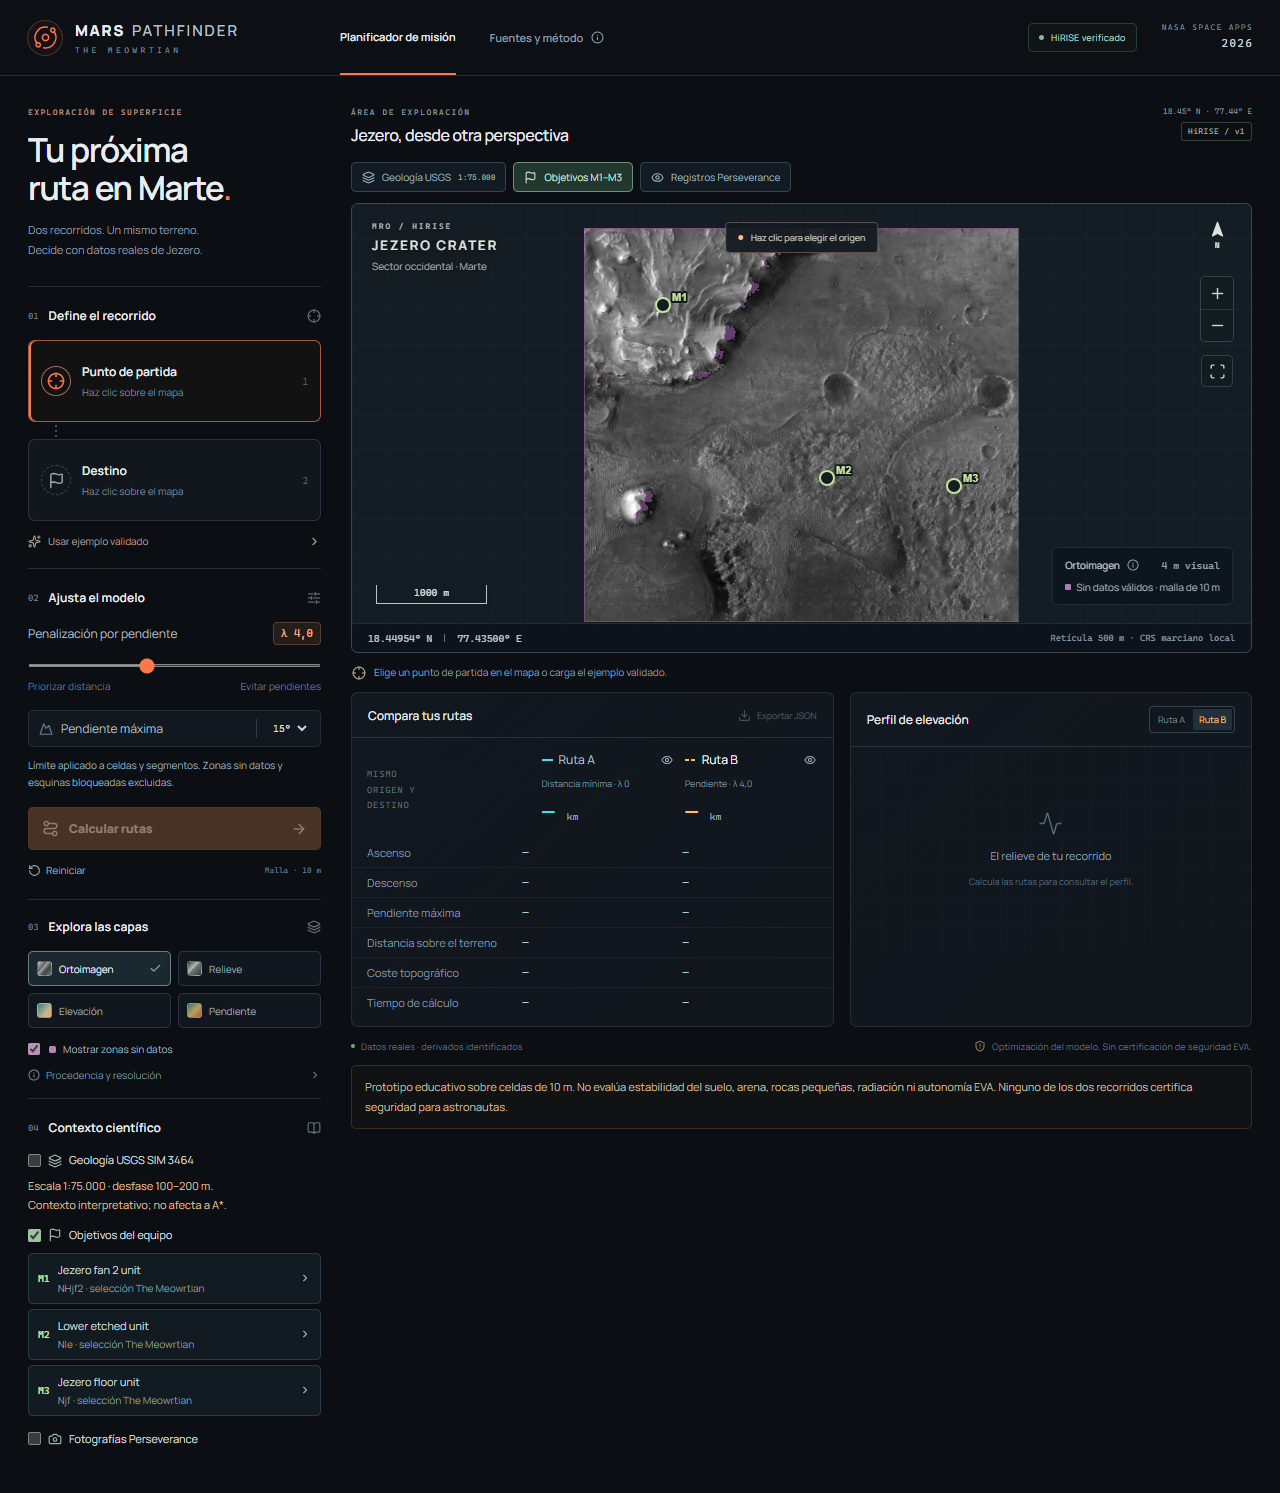 MARS PATHFINDER
THE MEOWRTIAN
Planificador de misión
Fuentes y método
HiRISE verificado
NASA SPACE APPS
2026
EXPLORACIÓN DE SUPERFICIE
Tu próxima
ruta en Marte.
Dos recorridos. Un mismo terreno.
Decide con datos reales de Jezero.
01 Define el recorrido
Punto de partida
Haz clic sobre el mapa
1
Destino
Haz clic sobre el mapa
2
Usar ejemplo validado
02 Ajusta el modelo
Penalización por pendiente
λ 4,0
Priorizar distancia
Evitar pendientes
Pendiente máxima
15°
Límite aplicado a celdas y segmentos. Zonas sin datos y
esquinas bloqueadas excluidas.
Calcular rutas
Reiniciar
Malla · 10 m
03 Explora las capas
Ortoimagen
Relieve
Elevación
Pendiente
Mostrar zonas sin datos
Procedencia y resolución
04 Contexto científico
Geología USGS SIM 3464
Escala 1:75.000 · desfase 100–200 m.
Contexto interpretativo; no afecta a A*.
Objetivos del equipo
M1
Jezero fan 2 unit
NHjf2 · selección The Meowrtian
M2
Lower etched unit
Nle · selección The Meowrtian
M3
Jezero floor unit
Njf · selección The Meowrtian
Fotografías Perseverance
ÁREA DE EXPLORACIÓN
Jezero, desde otra perspectiva
18.45° N · 77.44° E
HiRISE / v1
Geología USGS 1:75.000
Objetivos M1–M3
Registros Perseverance
MRO / HIRISE
JEZERO CRATER
Sector occidental · Marte
Haz clic para elegir el origen
N
M1
M2
M3
1000 m
Ortoimagen
4 m visual
Sin datos válidos · malla de 10 m
18.44954° N | 77.43500° E
Retícula 500 m · CRS marciano local
Elige un punto de partida en el mapa o carga el ejemplo validado.
Compara tus rutas
Exportar JSON
MISMO
ORIGEN Y
DESTINO
Ruta A
Distancia mínima · λ 0
— km
Ruta B
Pendiente · λ 4,0
— km
Ascenso — —
Descenso — —
Pendiente máxima — —
Distancia sobre el terreno — —
Coste topográfico — —
Tiempo de cálculo — —
Perfil de elevación
Ruta A
Ruta B
El relieve de tu recorrido
Calcula las rutas para consultar el perfil.
Datos reales · derivados identificados
Optimización del modelo. Sin certificación de seguridad EVA.
Prototipo educativo sobre celdas de 10 m. No evalúa estabilidad del suelo, arena, rocas pequeñas, radiación ni autonomía EVA. Ninguno de los dos recorridos certifica
seguridad para astronautas.